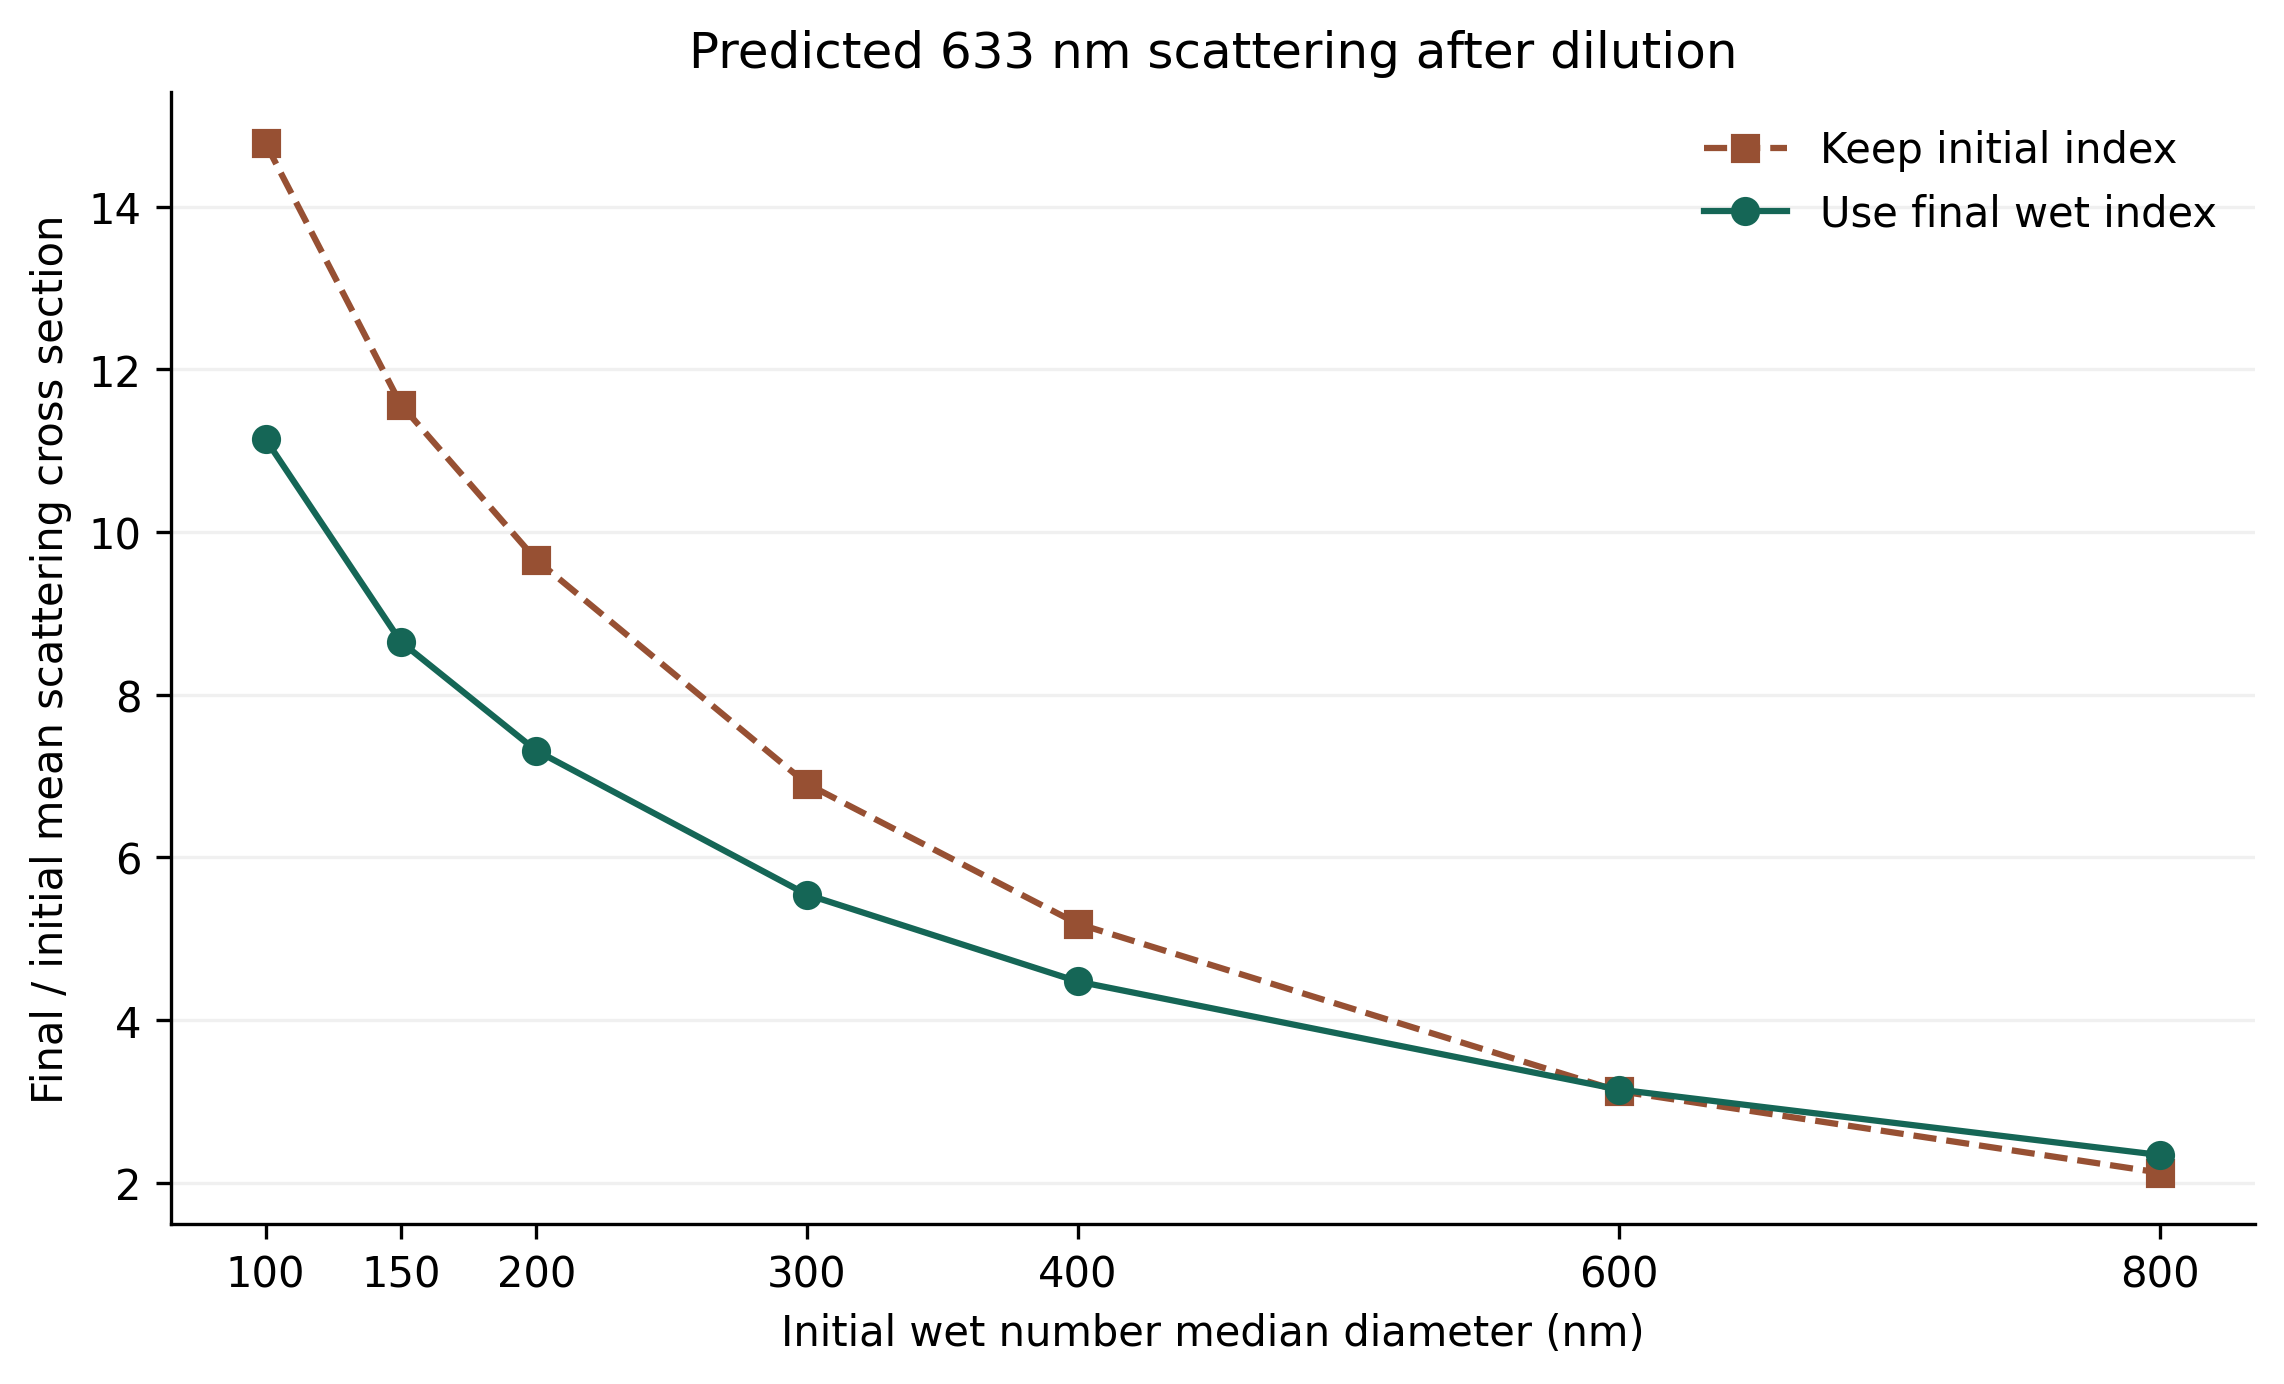 Predicted 633 nm scattering after dilution
Keep initial index
Use final wet index
Final / initial mean scattering cross section
14
12
10
8
6
4
2
100 150 200 300 400 600 800
Initial wet number median diameter (nm)